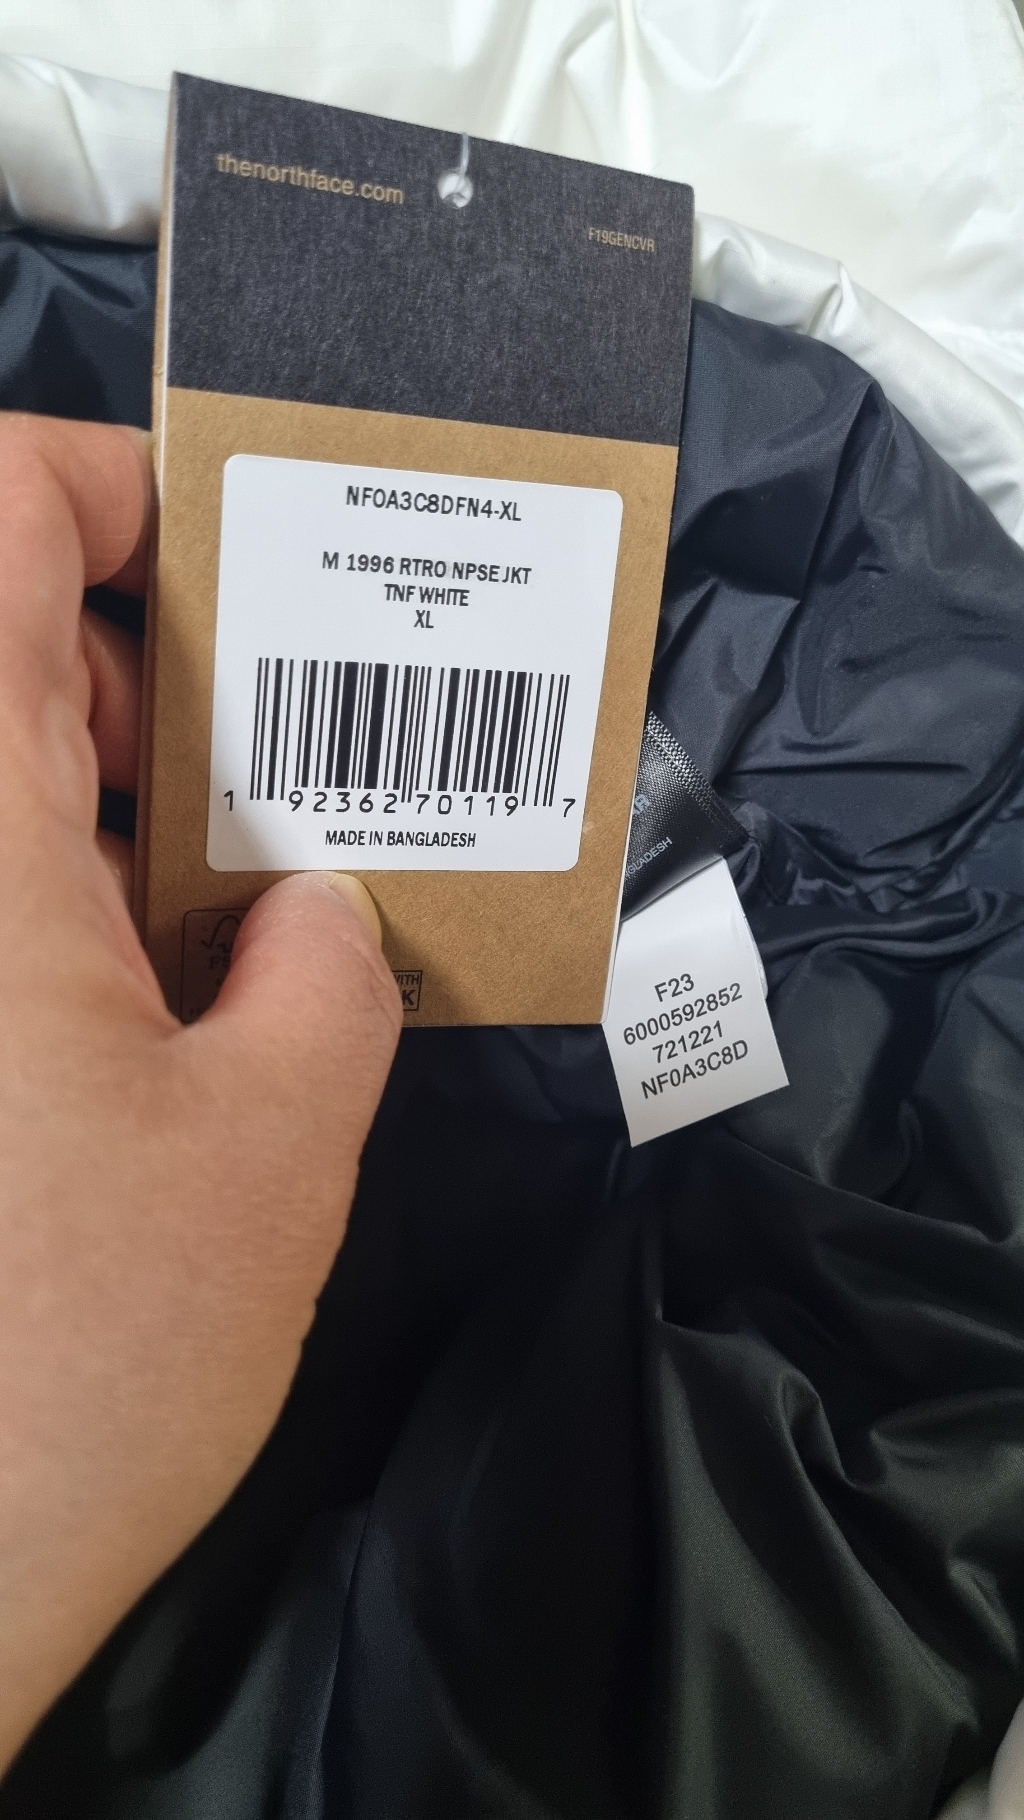 thenorthface.com
F19GENCVR
NF0A3C8DFN4-XL
M 1996 RTRO NPSE JKT
TNF WHITE
XL
1 92362 70119 7
MADE IN BANGLADESH
F23
6000592852
721221
NF0A3C8D